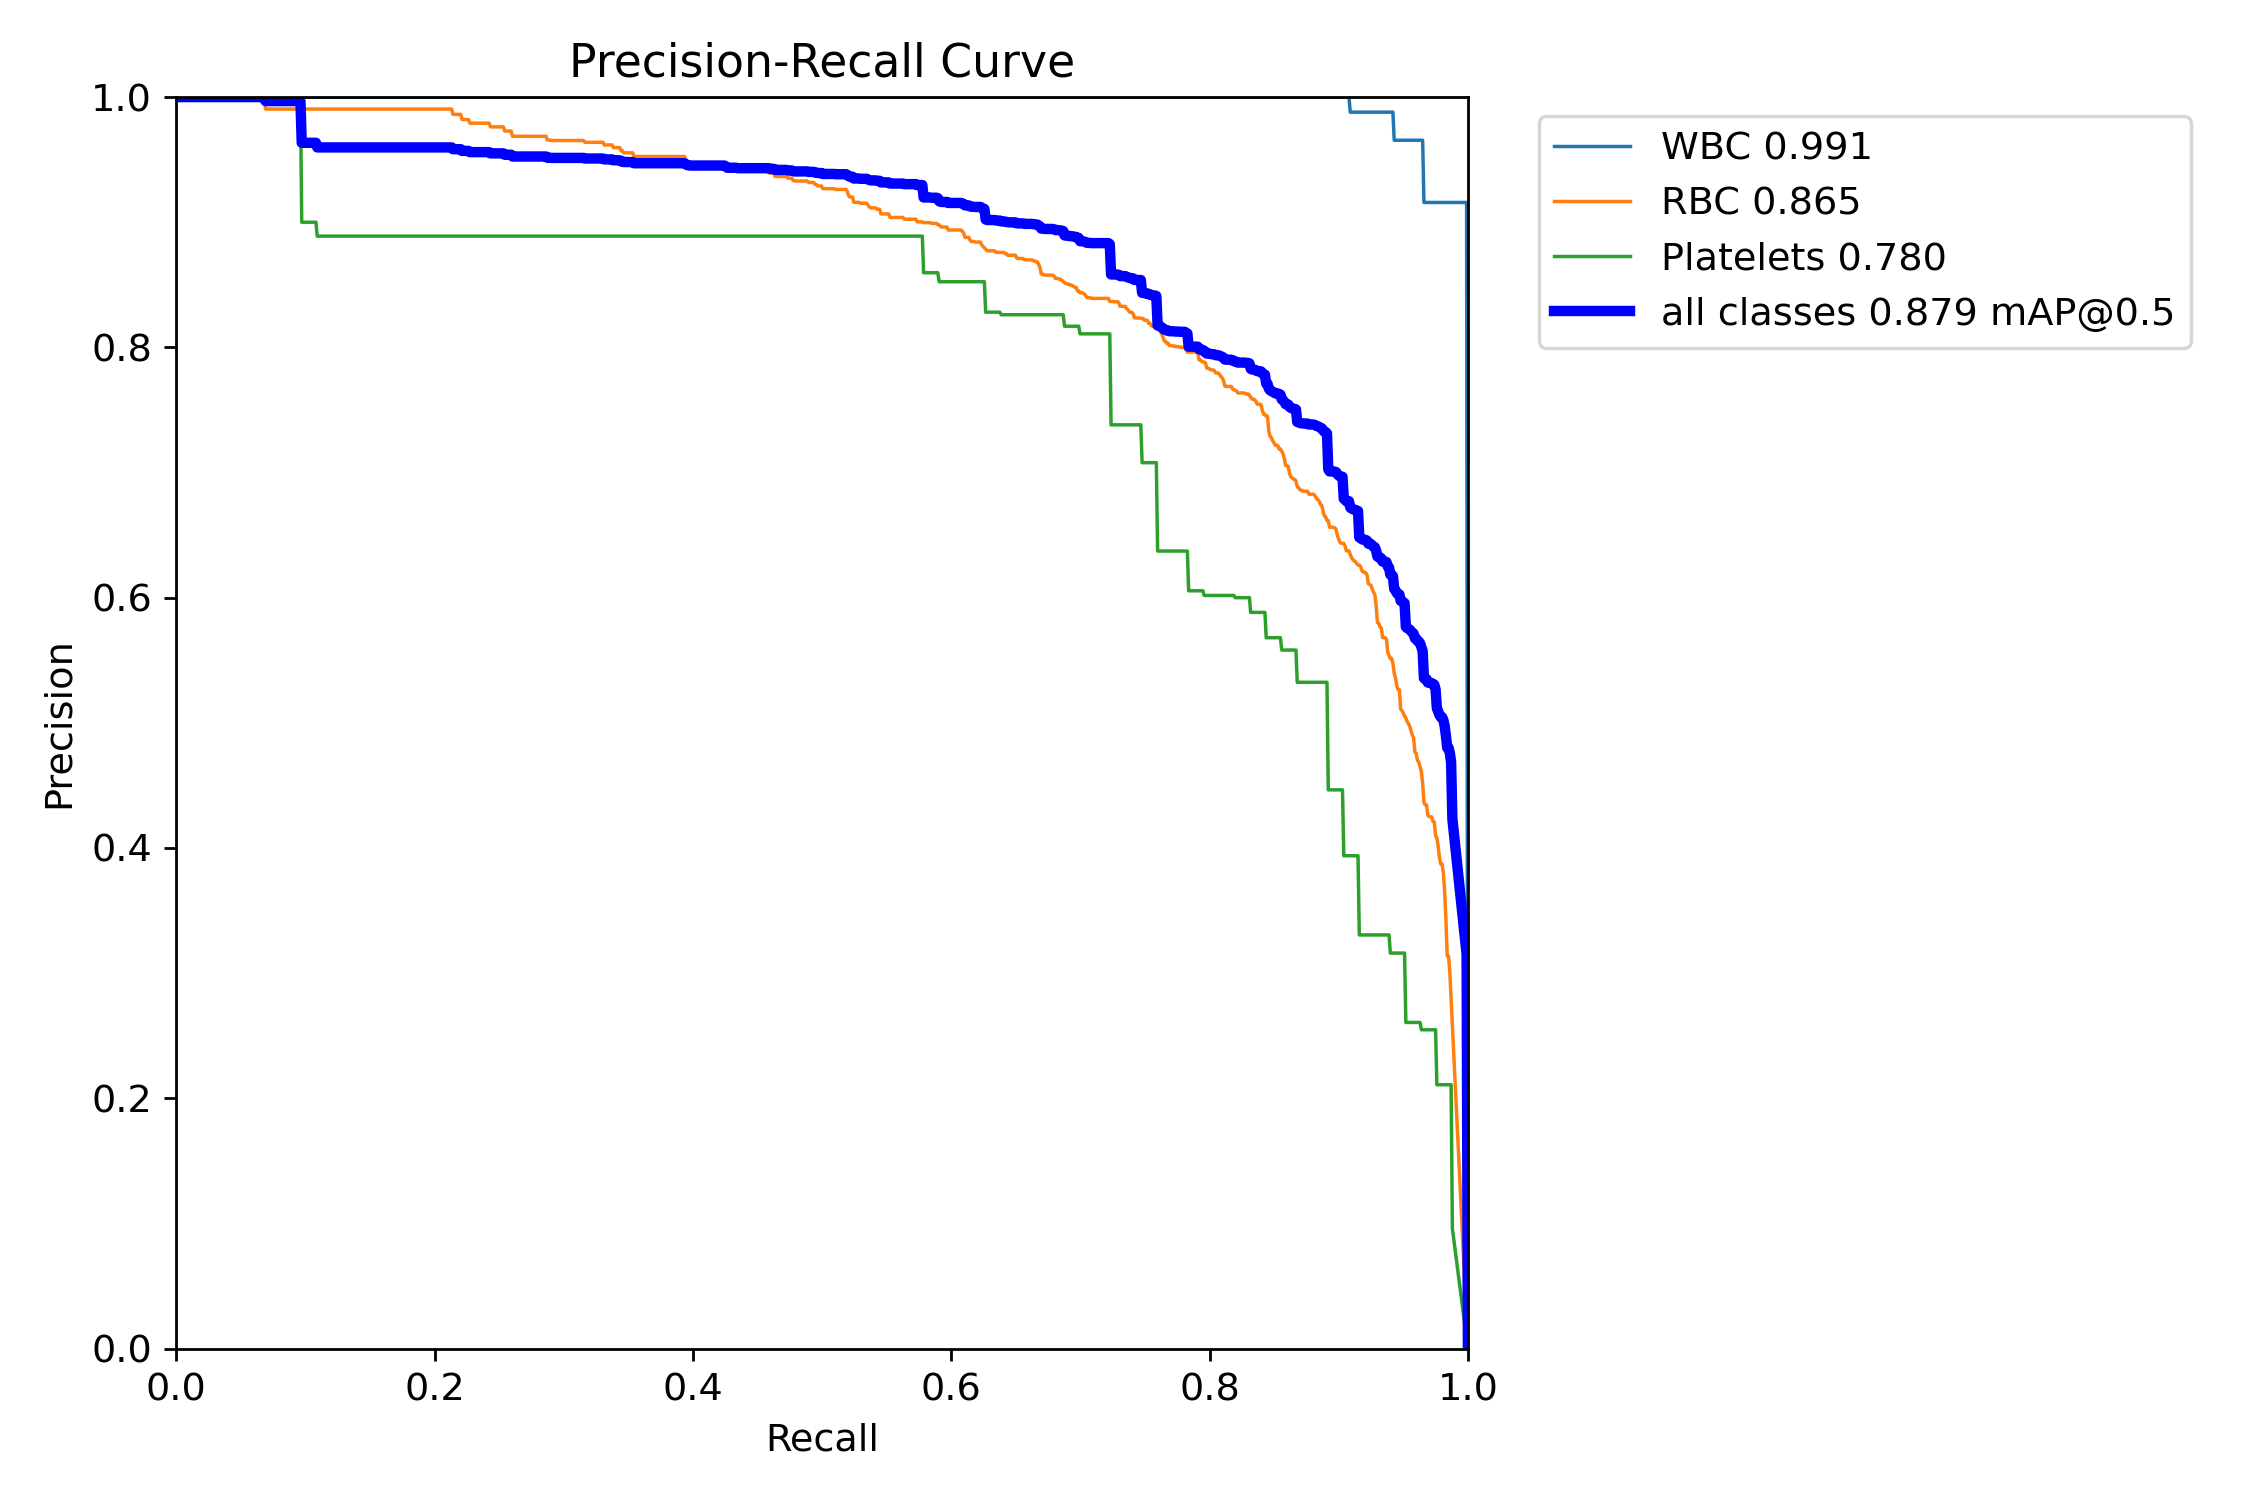 Precision-Recall Curve
1.0
0.8
0.6
0.4
0.2
0.0
Precision
0.0 0.2 0.4 0.6 0.8 1.0
Recall
WBC 0.991
RBC 0.865
Platelets 0.780
all classes 0.879 mAP@0.5